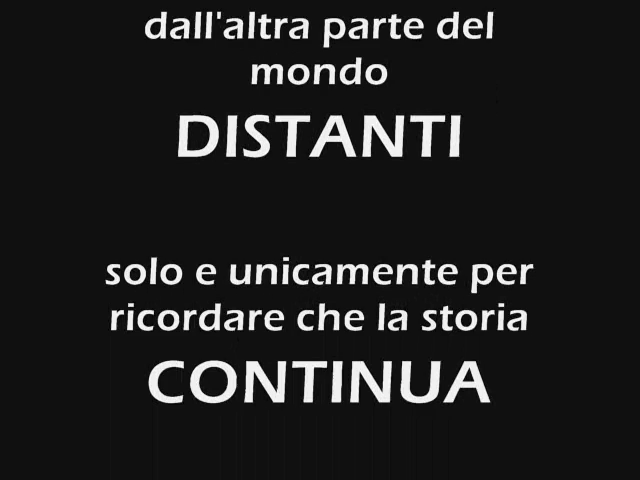 dall'altra parte del
mondo
DISTANTI
solo e unicamente per
ricordare che la storia
CONTINUA